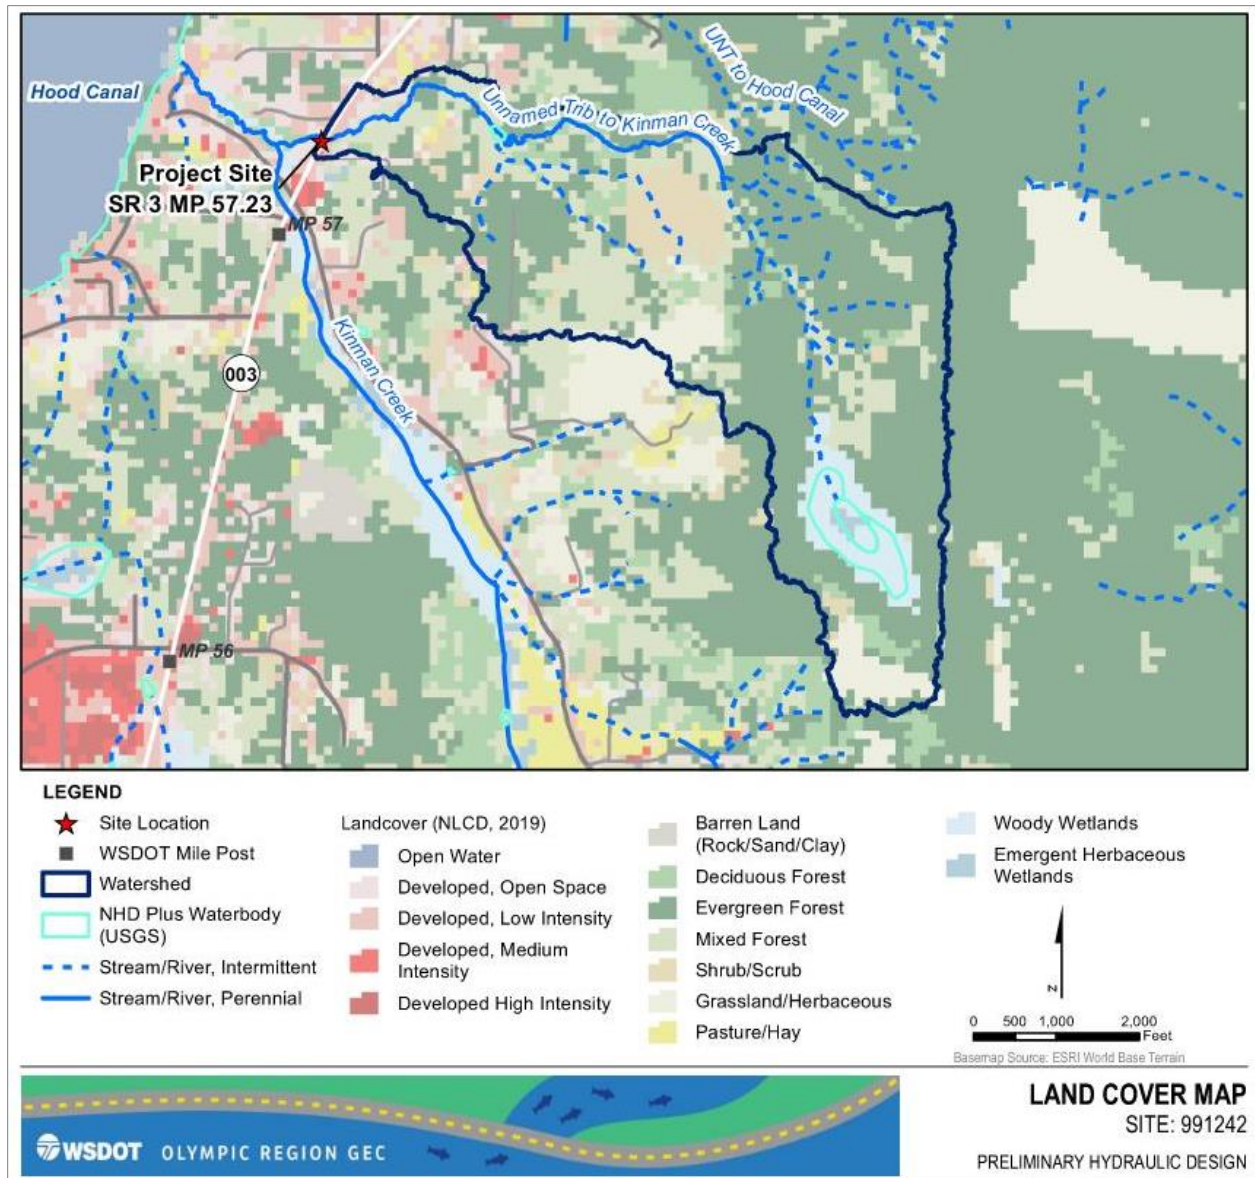 Hood Canal
UNT to Hood Canal
Unnamed Trib to Kinman Creek
Project Site
SR 3 MP 57.23
MP 57
Kinman Creek
003
MP 56
LEGEND
Site Location
WSDOT Mile Post
Watershed
NHD Plus Waterbody
(USGS)
Stream/River, Intermittent
Stream/River, Perennial
Landcover (NLCD, 2019)
Open Water
Developed, Open Space
Developed, Low Intensity
Developed, Medium
Intensity
Developed High Intensity
Barren Land
(Rock/Sand/Clay)
Deciduous Forest
Evergreen Forest
Mixed Forest
Shrub/Scrub
Grassland/Herbaceous
Pasture/Hay
Woody Wetlands
Emergent Herbaceous
Wetlands
N
0 500 1,000 2,000
Feet
Basemap Source: ESRI World Base Terrain
WSDOT OLYMPIC REGION GEC
LAND COVER MAP
SITE: 991242
PRELIMINARY HYDRAULIC DESIGN